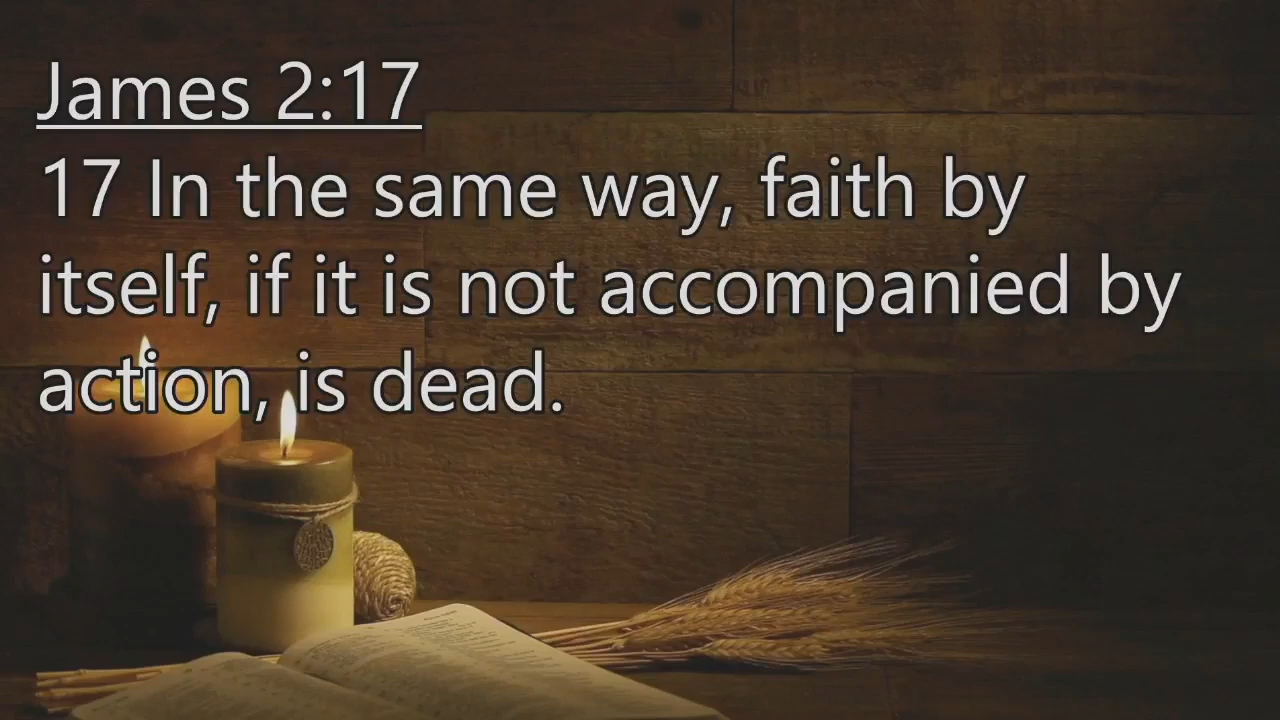 James 2:17
17 In the same way, faith by
itself, if it is not accompanied by
action, is dead.